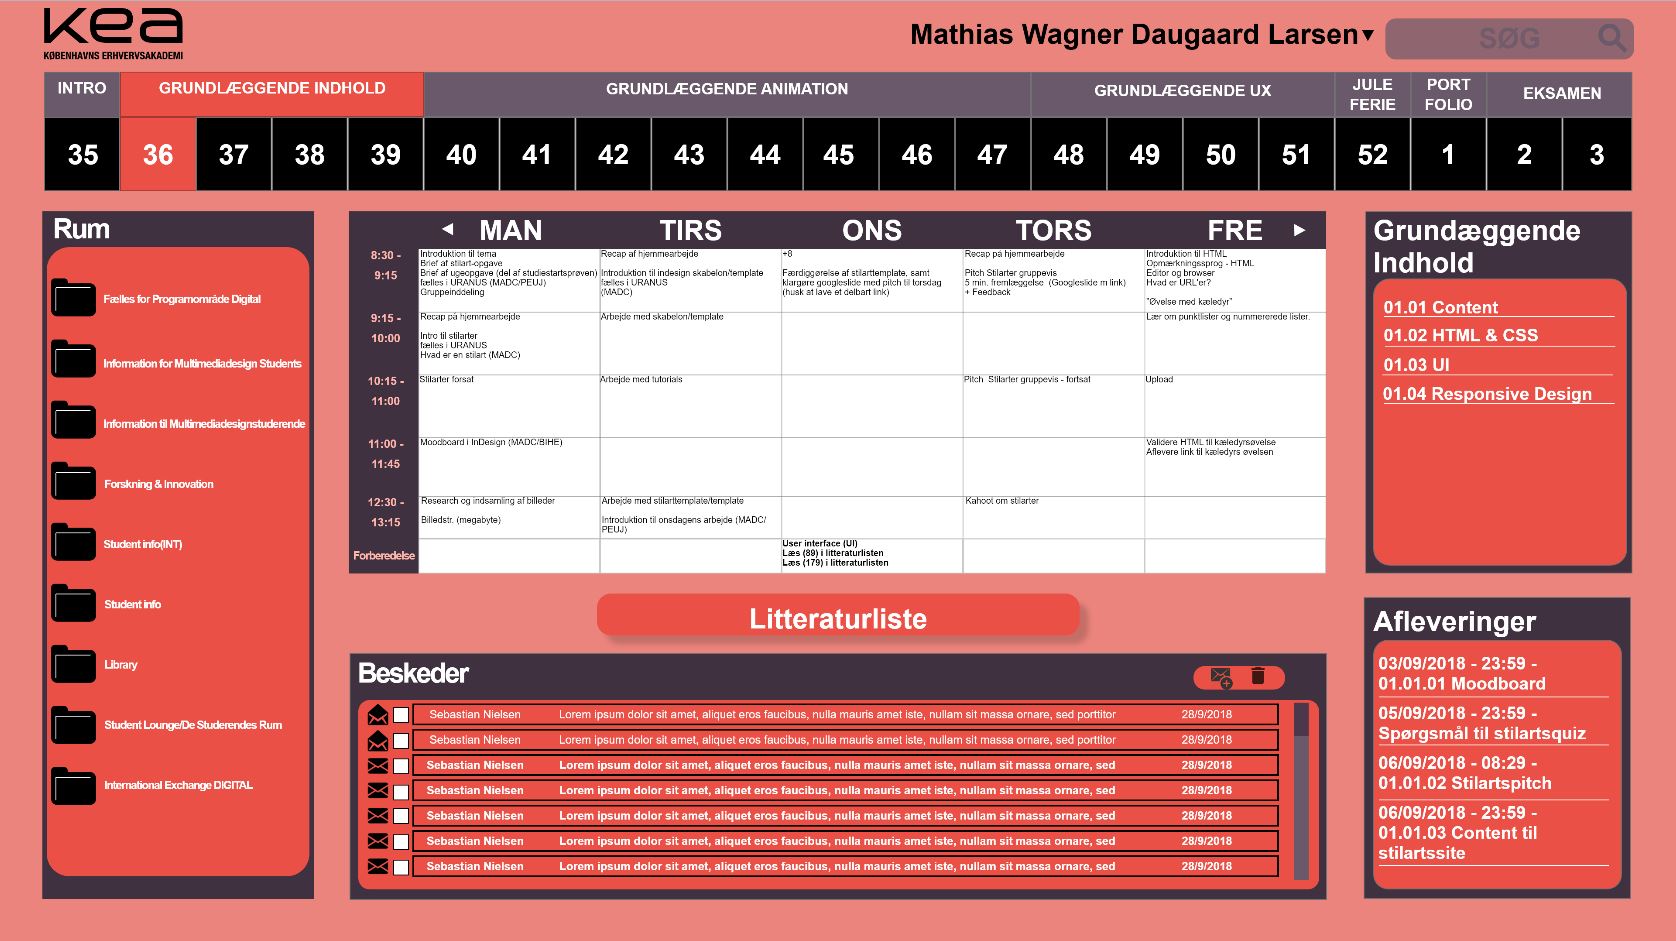 kea
KØBENHAVNS ERHVERVSAKADEMI
Mathias Wagner Daugaard Larsen
SØG
INTRO
GRUNDLÆGGENDE INDHOLD
GRUNDLÆGGENDE ANIMATION
GRUNDLÆGGENDE UX
JULE
FERIE
PORT
FOLIO
EKSAMEN
35 36 37 38 39 40 41 42 43 44 45 46 47 48 49 50 51 52 1 2 3
Rum
Fælles for Programområde Digital
Information for Multimediadesign Students
Information til Multimediadesignstuderende
Forskning & Innovation
Student info(INT)
Student info
Library
Student Lounge/De Studerendes Rum
International Exchange DIGITAL
MAN TIRS ONS TORS FRE
8:30 -
9:15
Introduktion til tema
Brief af stilart-opgave
Brief af ugeopgave (del af studiestartsprøven)
fælles i URANUS (MADC/PEUJ)
Gruppeinddeling
Recap af hjemmearbejde
Introduktion til indesign skabelon/template
fælles i URANUS
(MADC)
+8
Færdiggørelse af stilarttemplate, samt
klargøre googleslide med pitch til torsdag
(husk at lave et delbart link)
Recap på hjemmearbejde
Pitch Stilarter gruppevis
5 min. fremlæggelse  (Googleslide m link)
+ Feedback
Introduktion til HTML
Opmærkningssprog - HTML
Editor og browser
Hvad er URL'er?
"Øvelse med kæledyr"
9:15 -
10:00
Recap på hjemmearbejde
Intro til stilarter
fælles i URANUS
Hvad er en stilart (MADC)
Arbejde med skabelon/template
Lær om punktlister og nummererede lister.
10:15 -
11:00
Stilarter forsat
Arbejde med tutorials
Pitch  Stilarter gruppevis - fortsat
Upload
11:00 -
11:45
Moodboard i InDesign (MADC/BIHE)
Validere HTML til kæledyrsøvelse
Aflevere link til kæledyrs øvelsen
12:30 -
13:15
Research og indsamling af billeder
Billedstr. (megabyte)
Arbejde med stilarttemplate/template
Introduktion til onsdagens arbejde (MADC/
PEUJ)
Kahoot om stilarter
Forberedelse
User interface (UI)
Læs (89) i litteraturlisten
Læs (179) i litteraturlisten
Grundæggende
Indhold
01.01 Content
01.02 HTML & CSS
01.03 UI
01.04 Responsive Design
Litteraturliste
Beskeder
Sebastian Nielsen Lorem ipsum dolor sit amet, aliquet eros faucibus, nulla mauris amet iste, nullam sit massa ornare, sed porttitor 28/9/2018
Sebastian Nielsen Lorem ipsum dolor sit amet, aliquet eros faucibus, nulla mauris amet iste, nullam sit massa ornare, sed porttitor 28/9/2018
Sebastian Nielsen Lorem ipsum dolor sit amet, aliquet eros faucibus, nulla mauris amet iste, nullam sit massa ornare, sed 28/9/2018
Sebastian Nielsen Lorem ipsum dolor sit amet, aliquet eros faucibus, nulla mauris amet iste, nullam sit massa ornare, sed 28/9/2018
Sebastian Nielsen Lorem ipsum dolor sit amet, aliquet eros faucibus, nulla mauris amet iste, nullam sit massa ornare, sed 28/9/2018
Sebastian Nielsen Lorem ipsum dolor sit amet, aliquet eros faucibus, nulla mauris amet iste, nullam sit massa ornare, sed 28/9/2018
Sebastian Nielsen Lorem ipsum dolor sit amet, aliquet eros faucibus, nulla mauris amet iste, nullam sit massa ornare, sed 28/9/2018
Afleveringer
03/09/2018 - 23:59 -
01.01.01 Moodboard
05/09/2018 - 23:59 -
Spørgsmål til stilartsquiz
06/09/2018 - 08:29 -
01.01.02 Stilartspitch
06/09/2018 - 23:59 -
01.01.03 Content til
stilartssite